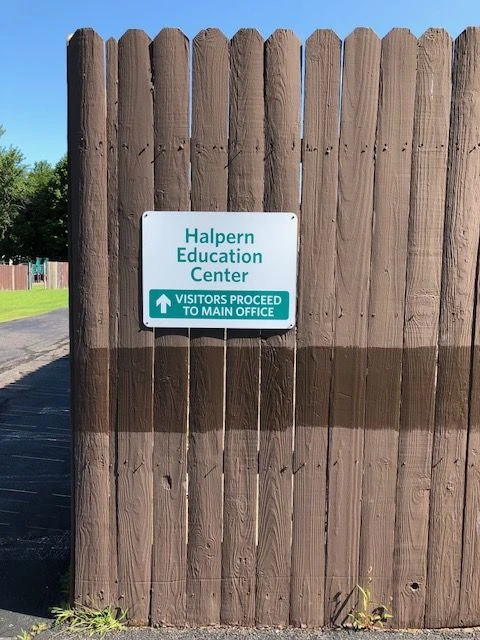 Halpern
Education
Center
VISITORS PROCEED
TO MAIN OFFICE